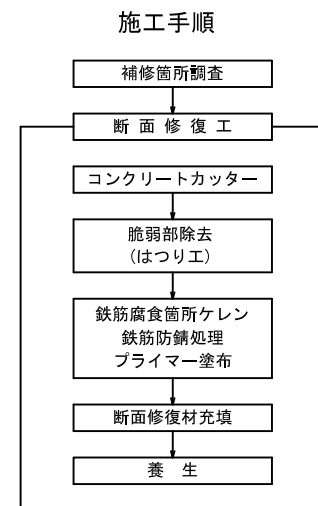 施工手順
補修箇所調査
断面修復工
コンクリートカッター
脆弱部除去
(はつり工)
鉄筋腐食箇所ケレン
鉄筋防錆処理
プライマー塗布
断面修復材充填
養生